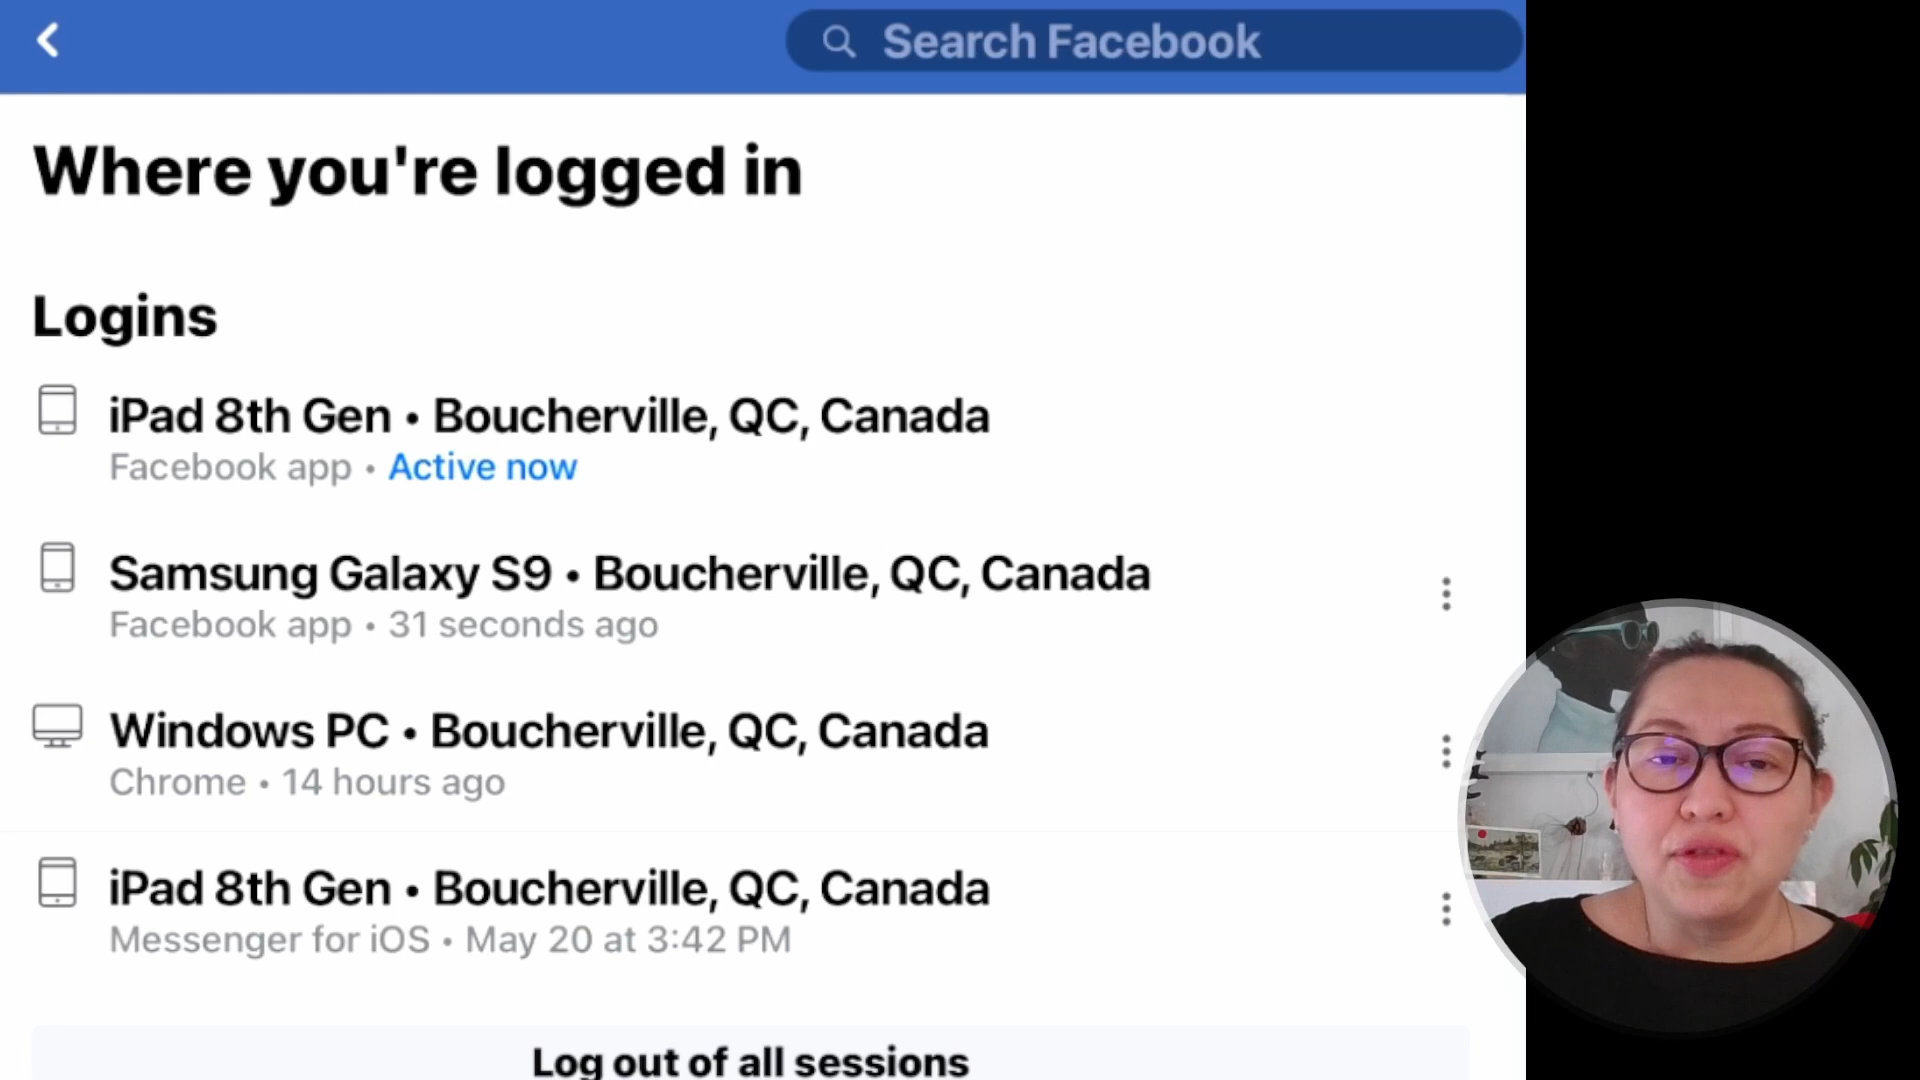 Search Facebook
Where you're logged in
Logins
iPad 8th Gen • Boucherville, QC, Canada
Facebook app • Active now
Samsung Galaxy S9 • Boucherville, QC, Canada
Facebook app • 31 seconds ago
Windows PC • Boucherville, QC, Canada
Chrome • 14 hours ago
iPad 8th Gen • Boucherville, QC, Canada
Messenger for iOS • May 20 at 3:42 PM
Log out of all sessions